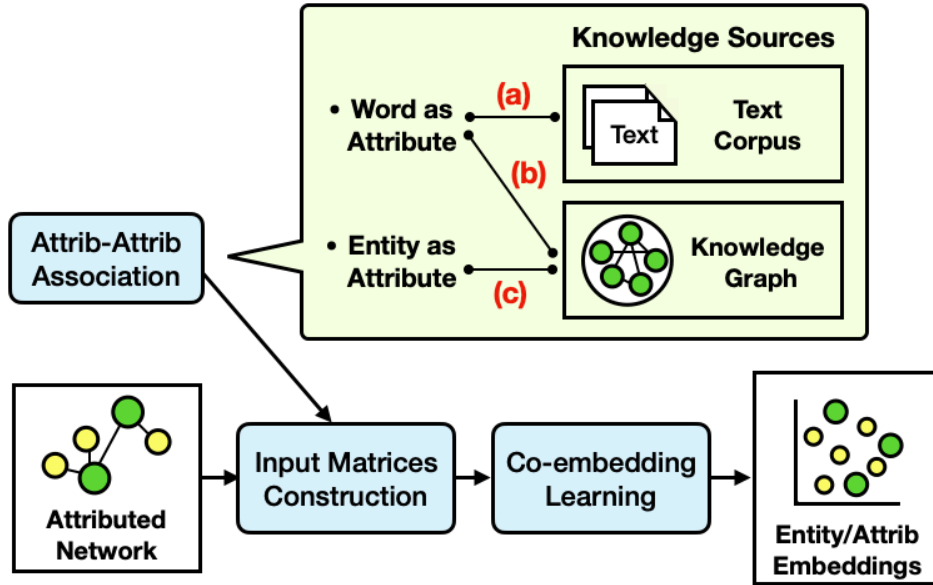 Knowledge Sources
(a)
• Word as
Attribute
Text
Text
Corpus
(b)
• Entity as
Attribute
(c)
Knowledge
Graph
Attrib-Attrib
Association
Attributed
Network
Input Matrices
Construction
Co-embedding
Learning
Entity/Attrib
Embeddings